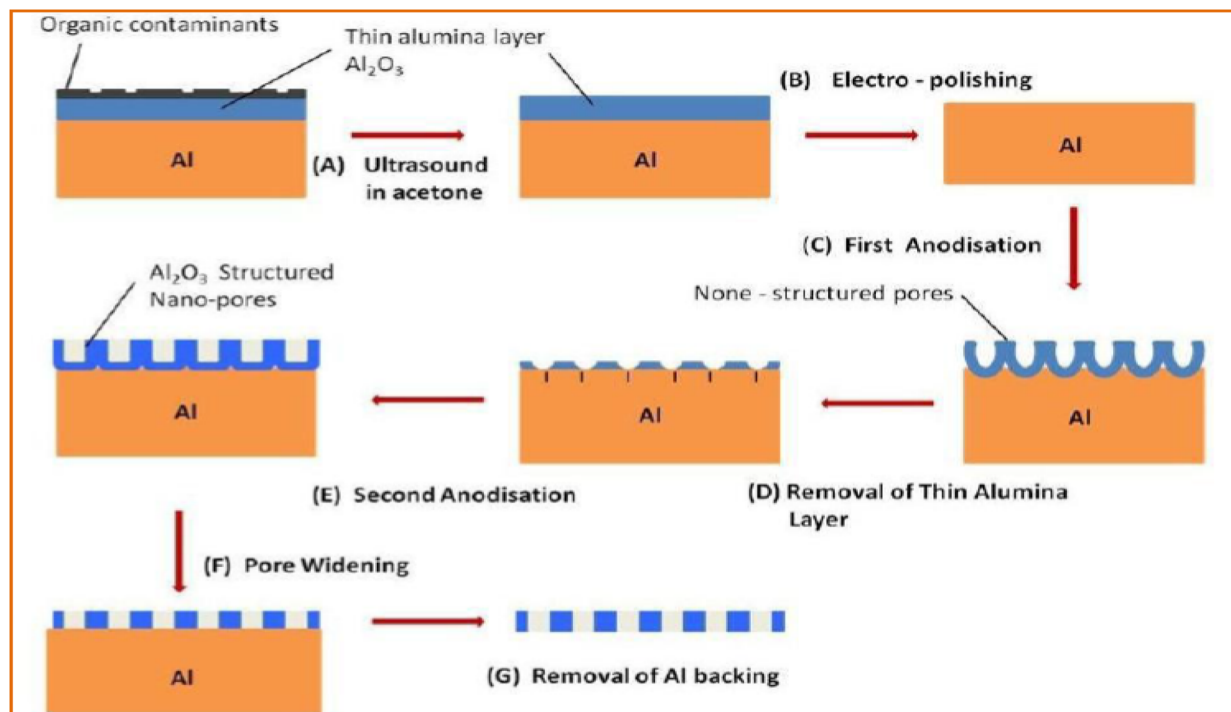 Organic contaminants
Thin alumina layer
Al₂O₃
Al
(A) Ultrasound
in acetone
Al
(B) Electro - polishing
Al
(C) First Anodisation
None - structured pores
Al
(D) Removal of Thin Alumina
Layer
Al
(E) Second Anodisation
Al₂O₃ Structured
Nano-pores
Al
(F) Pore Widening
Al
(G) Removal of Al backing